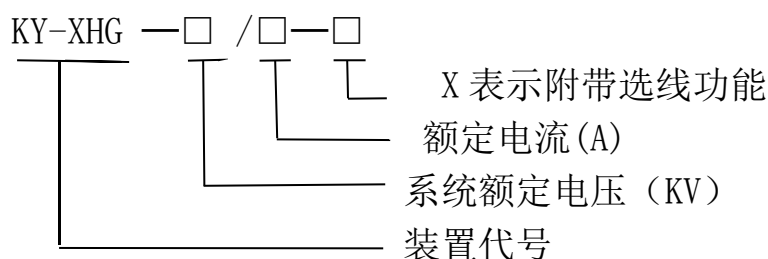 KY-XHG —□ /□—□
X表示附带选线功能
额定电流(A)
系统额定电压（KV）
装置代号